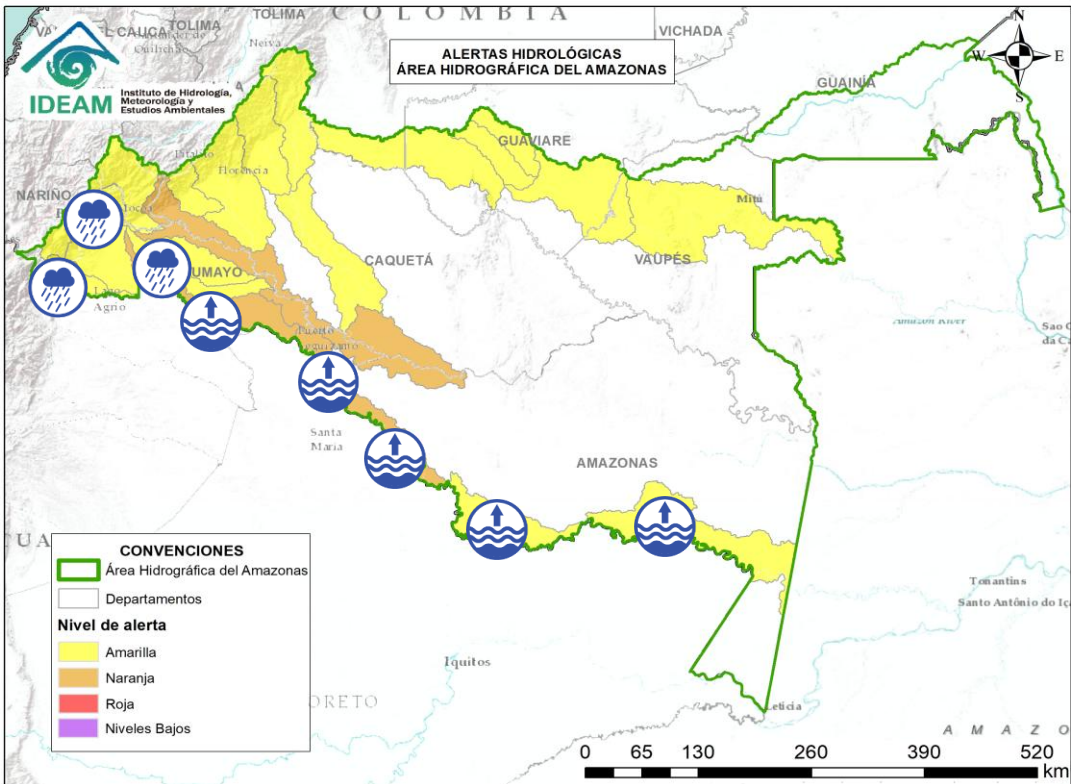 COLOMBIA
TOLIMA
TOLIMA
CAUCA
Neiva
VICHADA
ALERTAS HIDROLÓGICAS
ÁREA HIDROGRÁFICA DEL AMAZONAS
N
W
E
S
IDEAM
Instituto de Hidrología,
Meteorología y
Estudios Ambientales
GUAINÍA
GUAVIARE
Florencia
NARIÑO
Mitú
CAQUETÁ
VAUPÉS
UMAYO
Agrio
Puerto
Amazon River
Sao G
da Ca
Santa
Maria
AMAZONAS
CONVENCIONES
Área Hidrográfica del Amazonas
Departamentos
Nivel de alerta
Amarilla
Naranja
Roja
Niveles Bajos
Tonantins
Santo Antônio do Iça
Iquitos
ORETO
Leticia
AMAZO
0 65 130 260 390 520
km